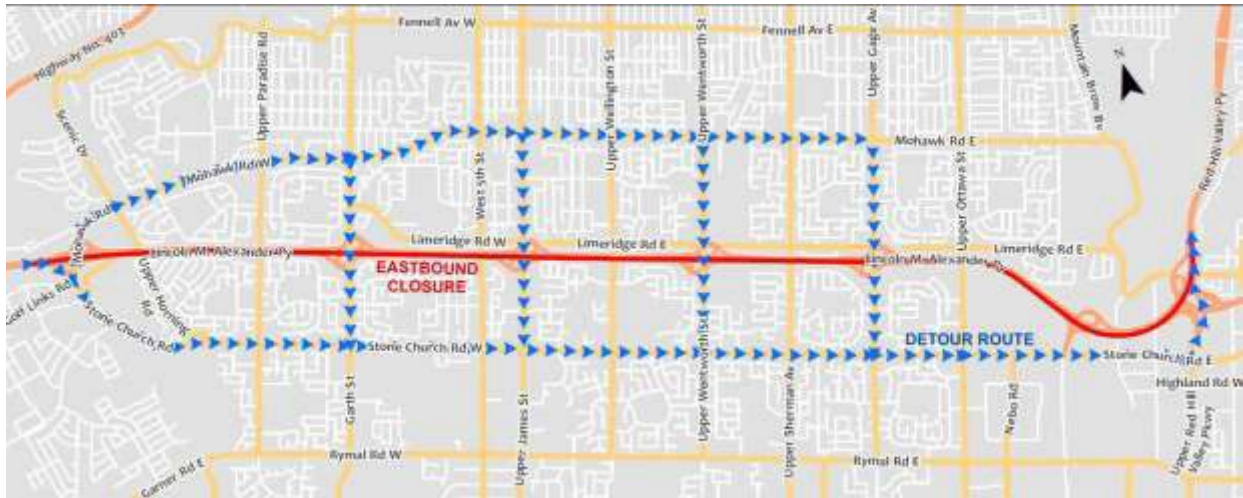 Fennell Av W
Fennell Av E
Highway No. 403
Upper Paradise Rd
Upper Wellington St
Upper Wentworth St
Upper Gage Av
Mountain Brow Bv
N
Scenic Dr
Mohawk Rd W
Mohawk Rd E
Red Hill Valley Py
West 5th St
Upper Ottawa St
Mohawk Rd
Limeridge Rd W
Limeridge Rd E
Limeridge Rd E
Lincoln M Alexander Py
Lincoln M Alexander Py
EASTBOUND
CLOSURE
Golf Links Rd
Upper Horning
Rd
Stone Church Rd
Stone Church Rd W
DETOUR ROUTE
Stone Church Rd E
Highland Rd W
Garth St
Upper James St
Upper Wentworth St
Upper Sherman Av
Nebo Rd
Upper Red Hill
Valley Pkwy
Rymal Rd W
Rymal Rd E
Garner Rd E